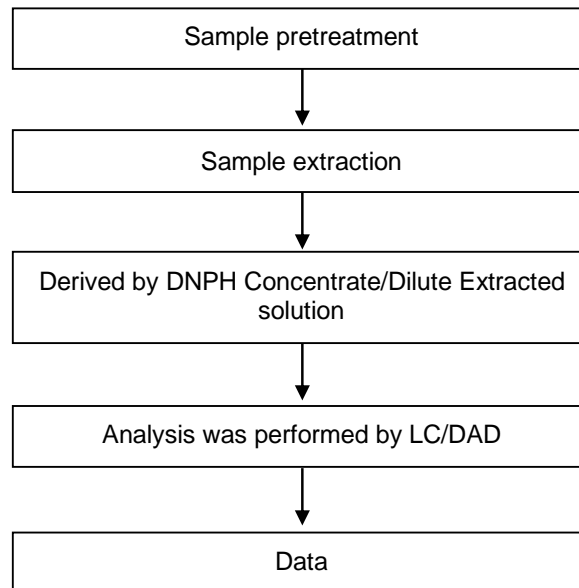 Sample pretreatment
Sample extraction
Derived by DNPH Concentrate/Dilute Extracted
solution
Analysis was performed by LC/DAD
Data